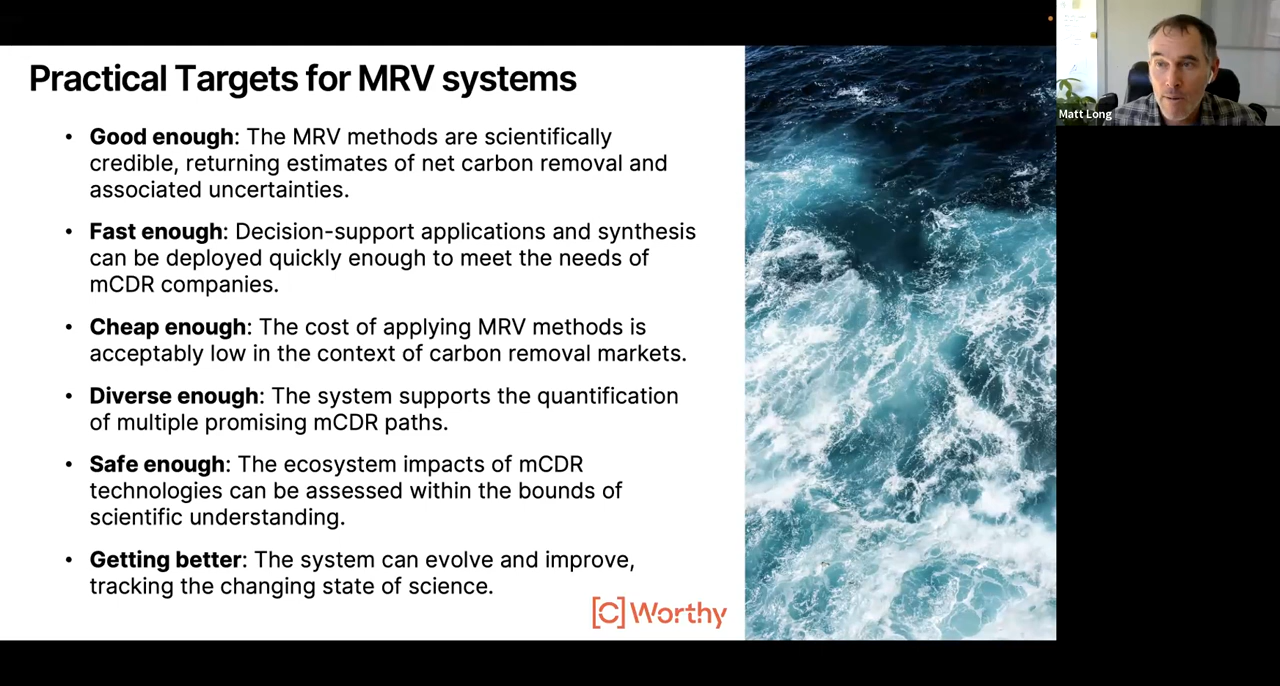 Practical Targets for MRV systems
• Good enough: The MRV methods are scientifically
credible, returning estimates of net carbon removal and
associated uncertainties.
• Fast enough: Decision-support applications and synthesis
can be deployed quickly enough to meet the needs of
mCDR companies.
• Cheap enough: The cost of applying MRV methods is
acceptably low in the context of carbon removal markets.
• Diverse enough: The system supports the quantification
of multiple promising mCDR paths.
• Safe enough: The ecosystem impacts of mCDR
technologies can be assessed within the bounds of
scientific understanding.
• Getting better: The system can evolve and improve,
tracking the changing state of science.
[C]Worthy
Matt Long